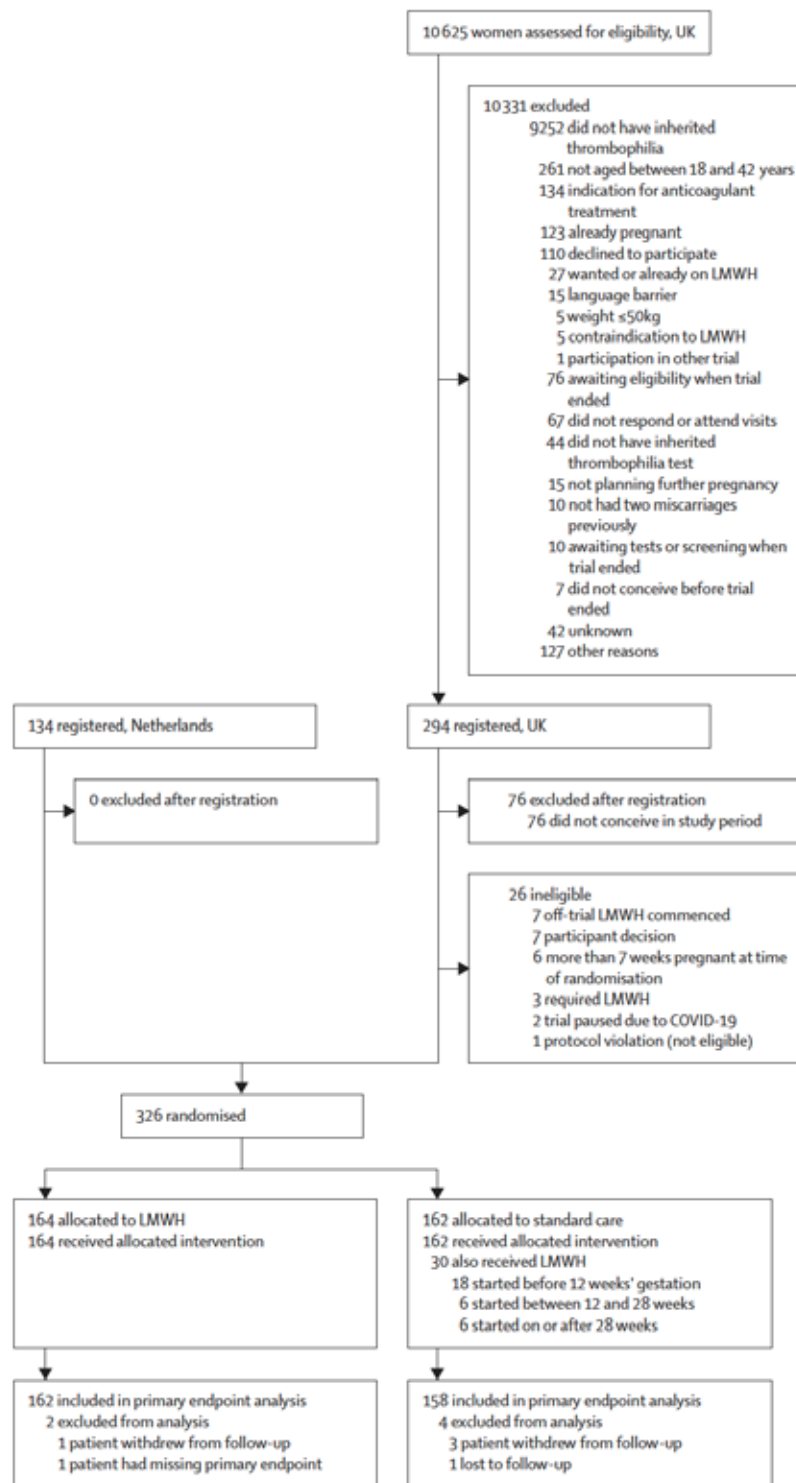 10 625 women assessed for eligibility, UK
10 331 excluded
9252 did not have inherited
thrombophilia
261 not aged between 18 and 42 years
134 indication for anticoagulant
treatment
123 already pregnant
110 declined to participate
27 wanted or already on LMWH
15 language barrier
5 weight ≤50kg
5 contraindication to LMWH
1 participation in other trial
76 awaiting eligibility when trial
ended
67 did not respond or attend visits
44 did not have inherited
thrombophilia test
15 not planning further pregnancy
10 not had two miscarriages
previously
10 awaiting tests or screening when
trial ended
7 did not conceive before trial
ended
42 unknown
127 other reasons
134 registered, Netherlands
294 registered, UK
0 excluded after registration
76 excluded after registration
76 did not conceive in study period
26 ineligible
7 off-trial LMWH commenced
7 participant decision
6 more than 7 weeks pregnant at time
of randomisation
3 required LMWH
2 trial paused due to COVID-19
1 protocol violation (not eligible)
326 randomised
164 allocated to LMWH
164 received allocated intervention
162 allocated to standard care
162 received allocated intervention
30 also received LMWH
18 started before 12 weeks' gestation
6 started between 12 and 28 weeks
6 started on or after 28 weeks
162 included in primary endpoint analysis
2 excluded from analysis
1 patient withdrew from follow-up
1 patient had missing primary endpoint
158 included in primary endpoint analysis
4 excluded from analysis
3 patient withdrew from follow-up
1 lost to follow-up